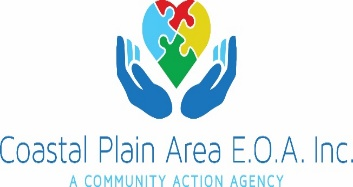 Coastal Plain Area E.O.A. Inc.
A COMMUNITY ACTION AGENCY